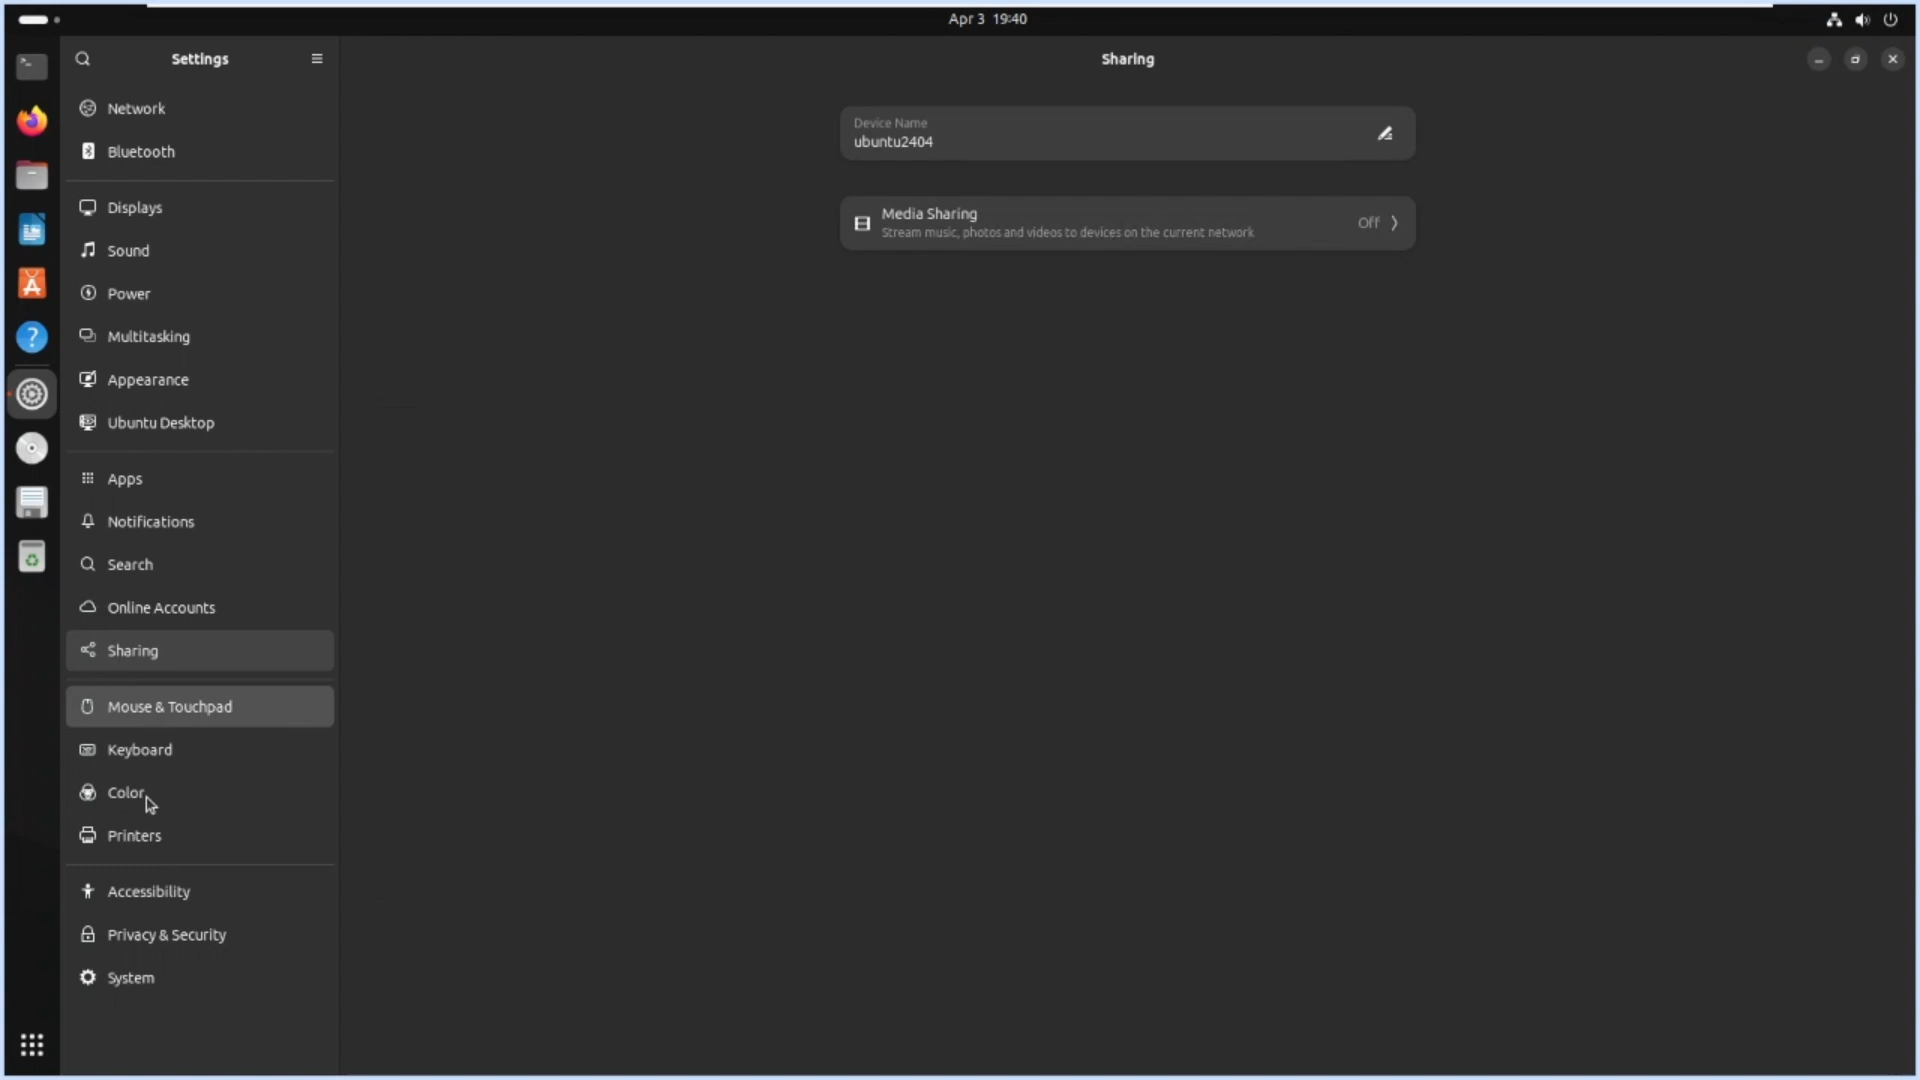 Apr 3 19:40
Settings
Sharing
Network
Bluetooth
Displays
Sound
Power
Multitasking
Appearance
Ubuntu Desktop
Apps
Notifications
Search
Online Accounts
Sharing
Mouse & Touchpad
Keyboard
Color
Printers
Accessibility
Privacy & Security
System
Device Name
ubuntu2404
Media Sharing
Off
Stream music, photos and videos to devices on the current network